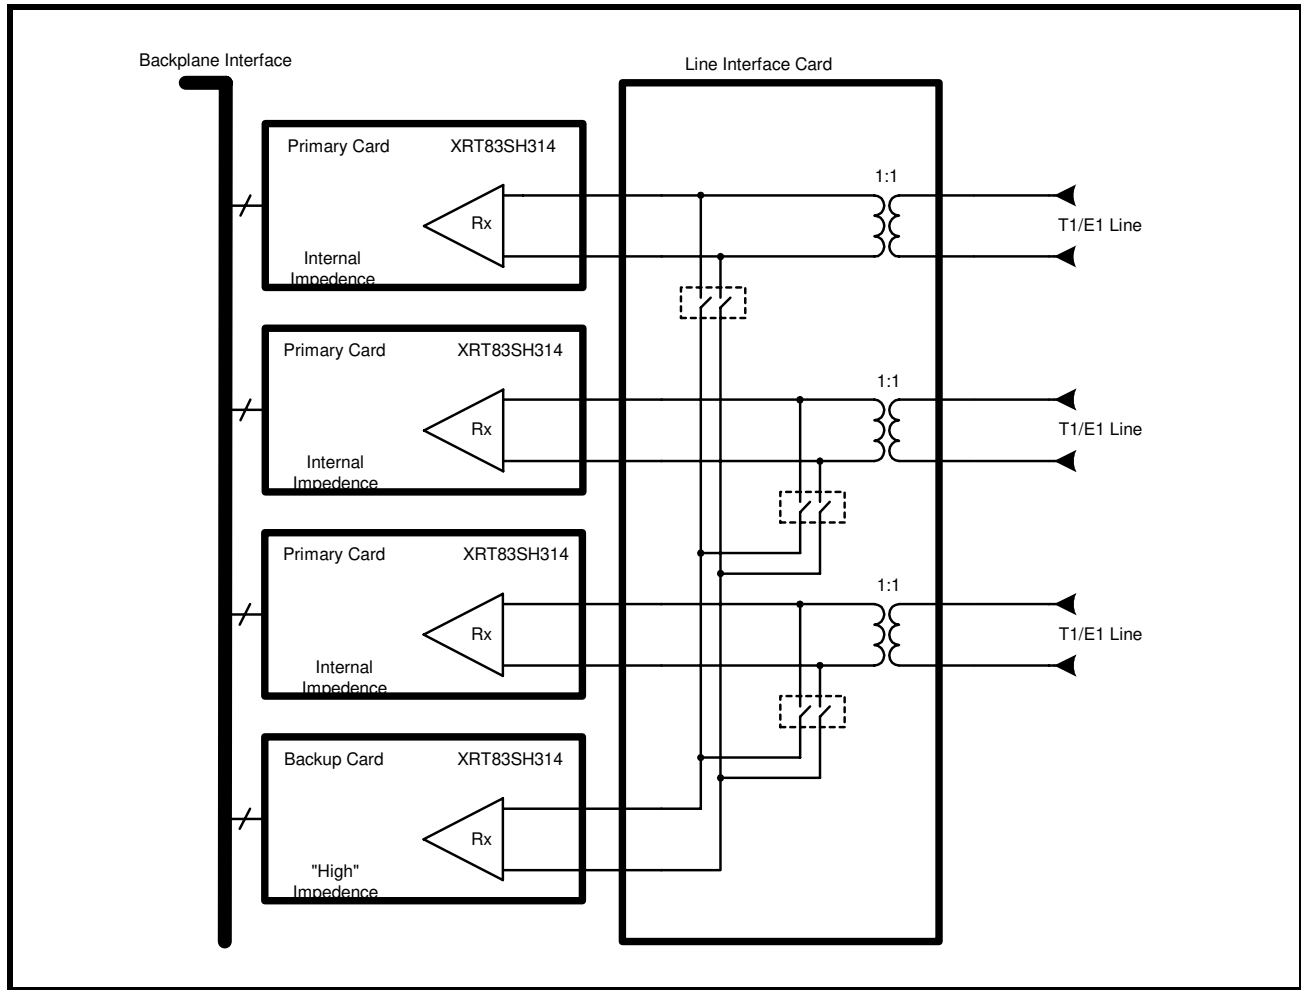 Backplane Interface
Line Interface Card
Primary Card XRT83SH314
1:1
Rx
T1/E1 Line
Internal
Impedence
Primary Card XRT83SH314
1:1
Rx
T1/E1 Line
Internal
Impedence
Primary Card XRT83SH314
1:1
Rx
T1/E1 Line
Internal
Impedence
Backup Card XRT83SH314
Rx
"High"
Impedence